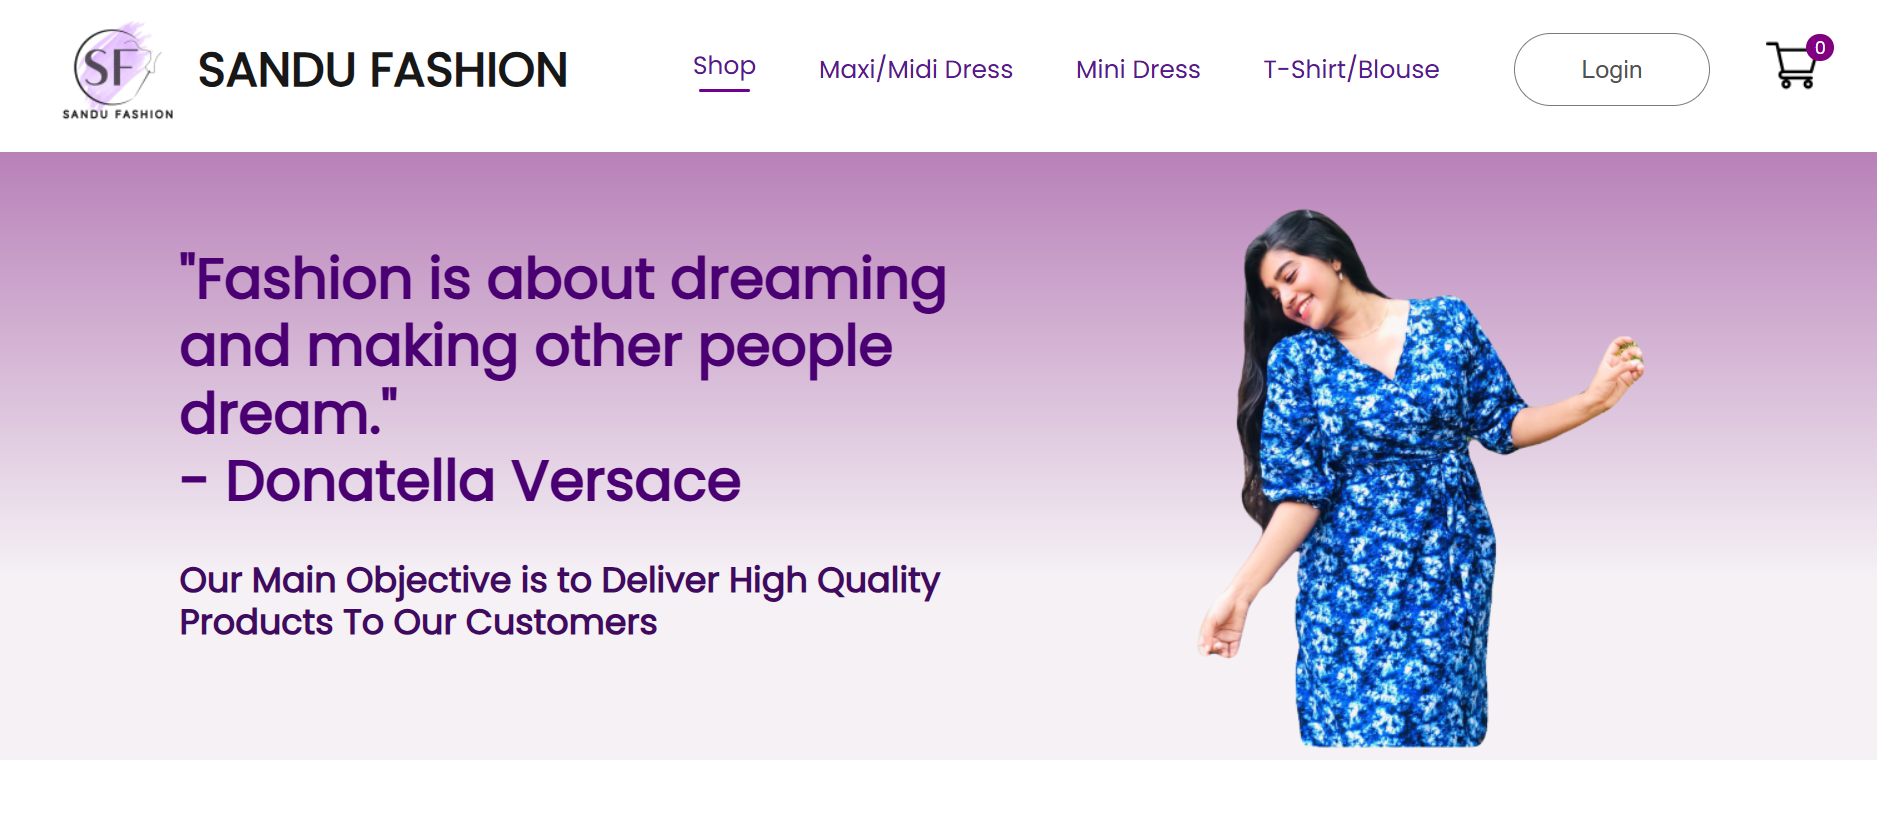 SF
SANDU FASHION
SANDU FASHION
Shop
Maxi/Midi Dress
Mini Dress
T-Shirt/Blouse
Login
0
"Fashion is about dreaming
and making other people
dream."
- Donatella Versace
Our Main Objective is to Deliver High Quality
Products To Our Customers